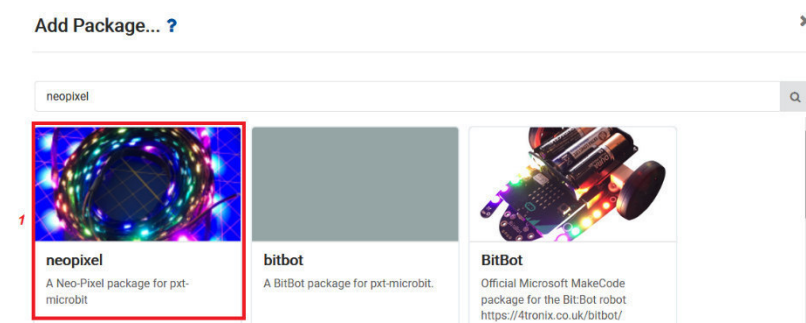 Add Package... ?
neopixel
1
neopixel
A Neo-Pixel package for pxt-
microbit
bitbot
A BitBot package for pxt-microbit.
BitBot
Official Microsoft MakeCode
package for the Bit:Bot robot
https://4tronix.co.uk/bitbot/